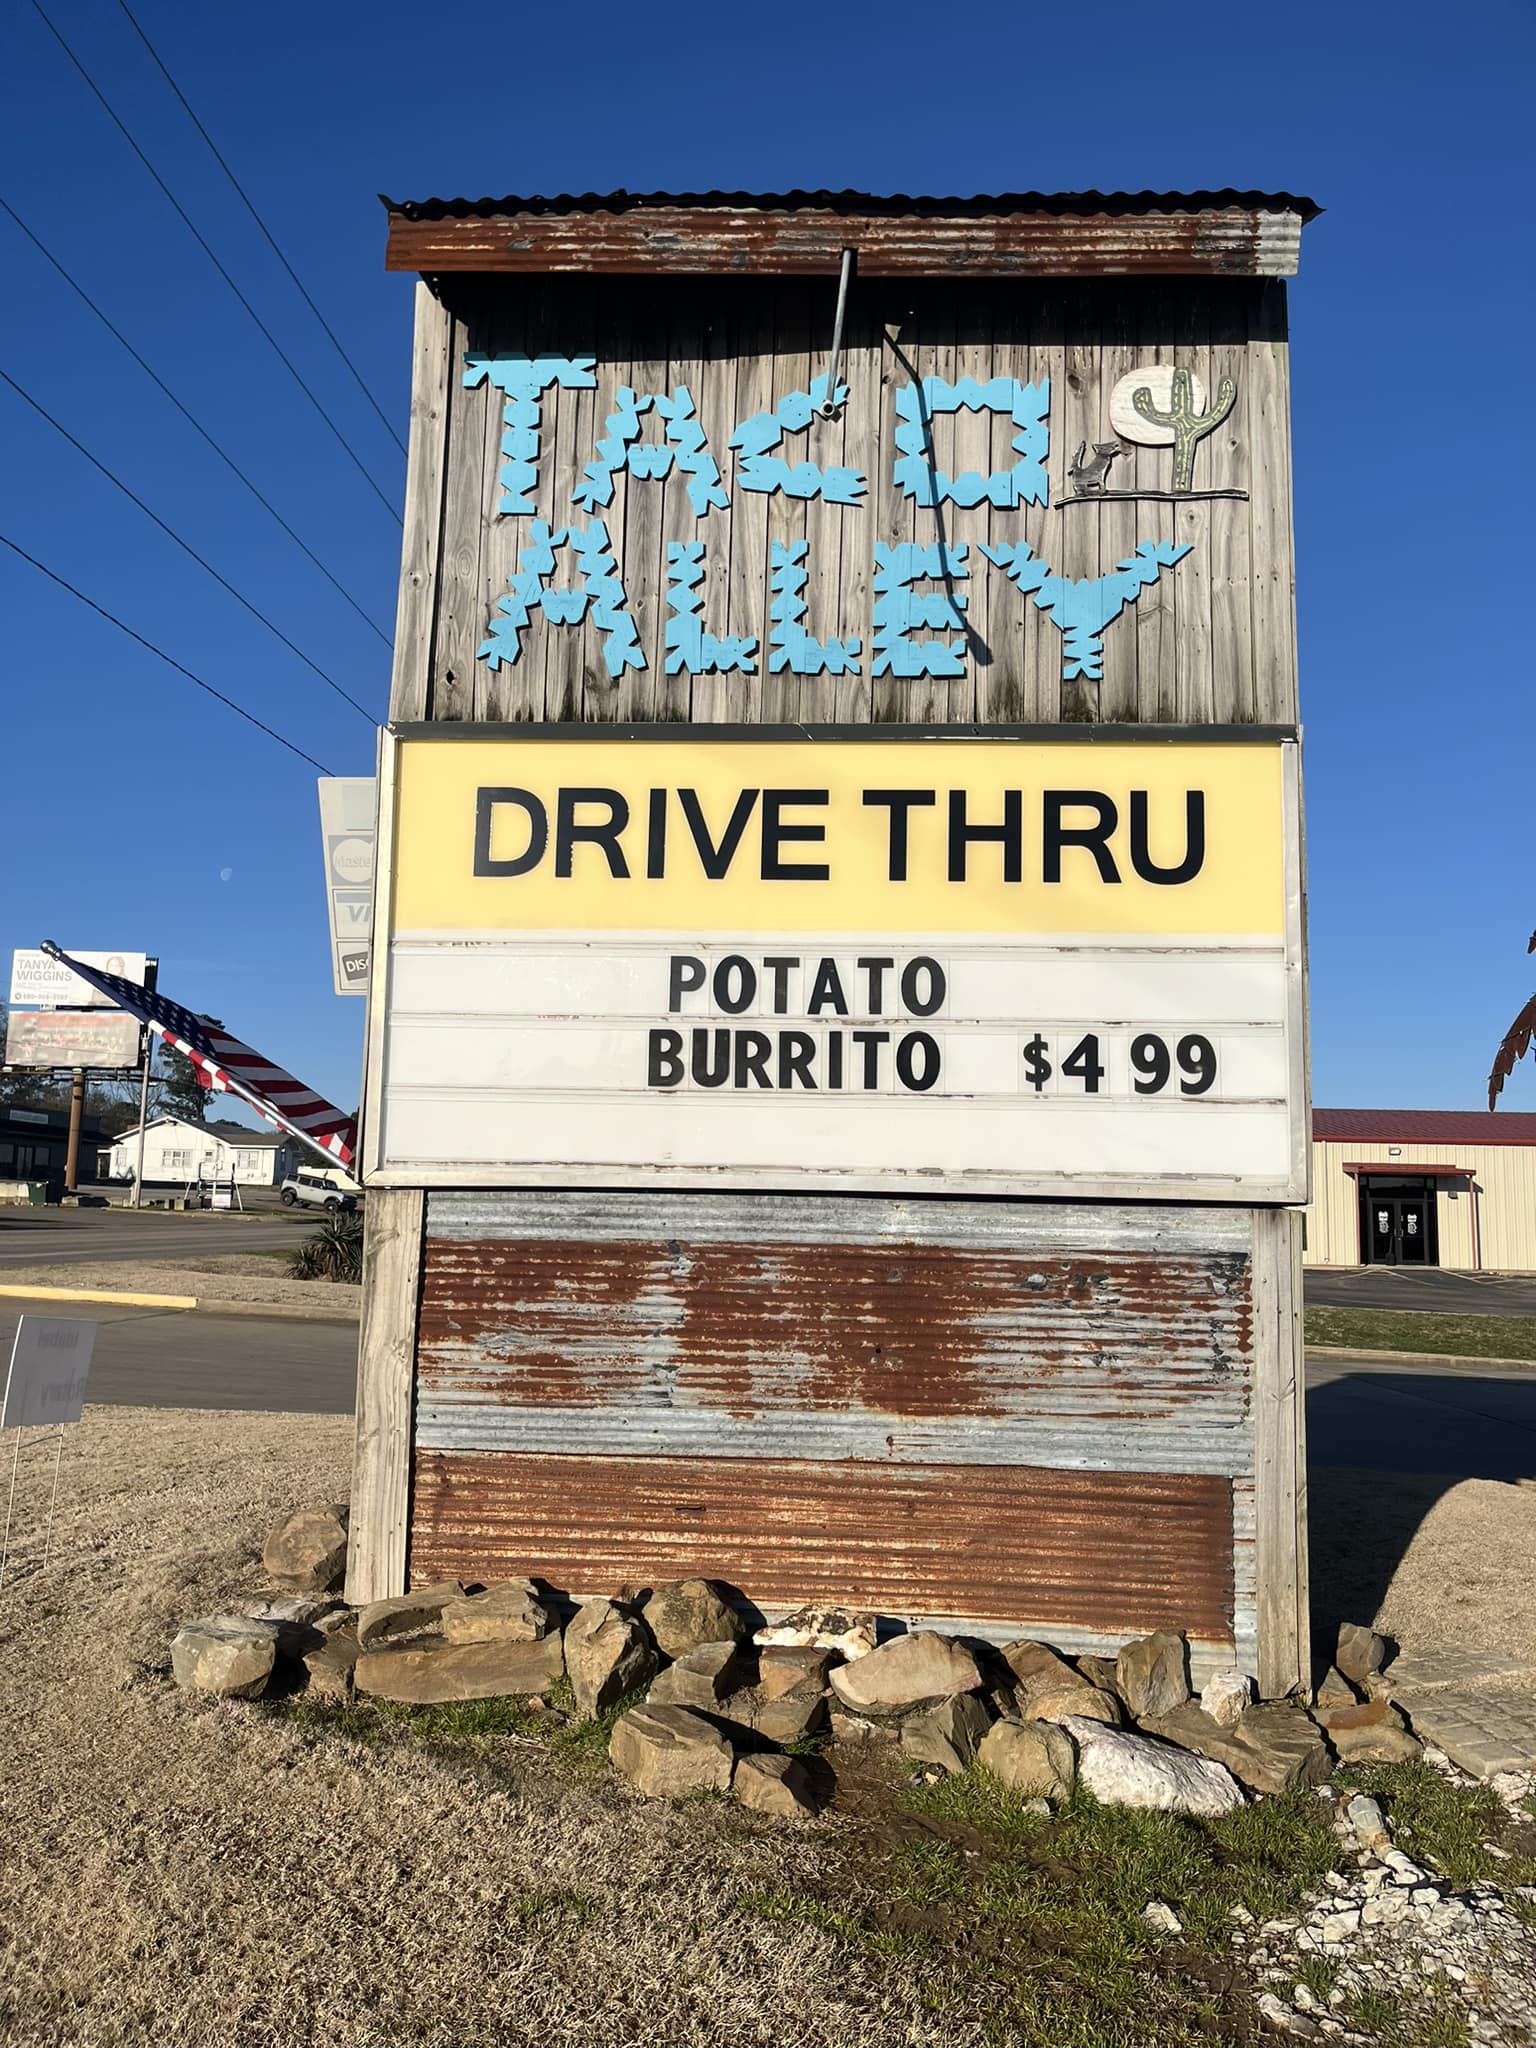 TACO
ALLEY
DRIVE THRU
POTATO
BURRITO $4 99
TANYA
WIGGINS